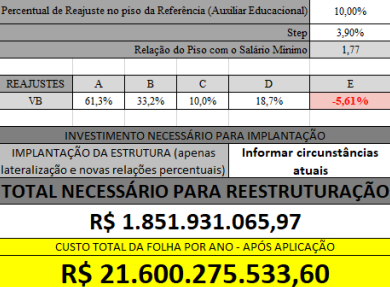 Percentual de Reajuste no piso da Referência (Auxiliar Educacional) 10,00%
Step 3,90%
Relação do Piso com o Salário Mínimo 1,77
REAJUSTES A B C D E
VB 61,3% 33,2% 10,0% 18,7% -5,61%
INVESTIMENTO NECESSÁRIO PARA IMPLANTAÇÃO
IMPLANTAÇÃO DA ESTRUTURA (apenas Informar circunstâncias
lateralização e novas relações percentuais) atuais
TOTAL NECESSÁRIO PARA REESTRUTURAÇÃO
R$ 1.851.931.065,97
CUSTO TOTAL DA FOLHA POR ANO - APÓS APLICAÇÃO
R$ 21.600.275.533,60